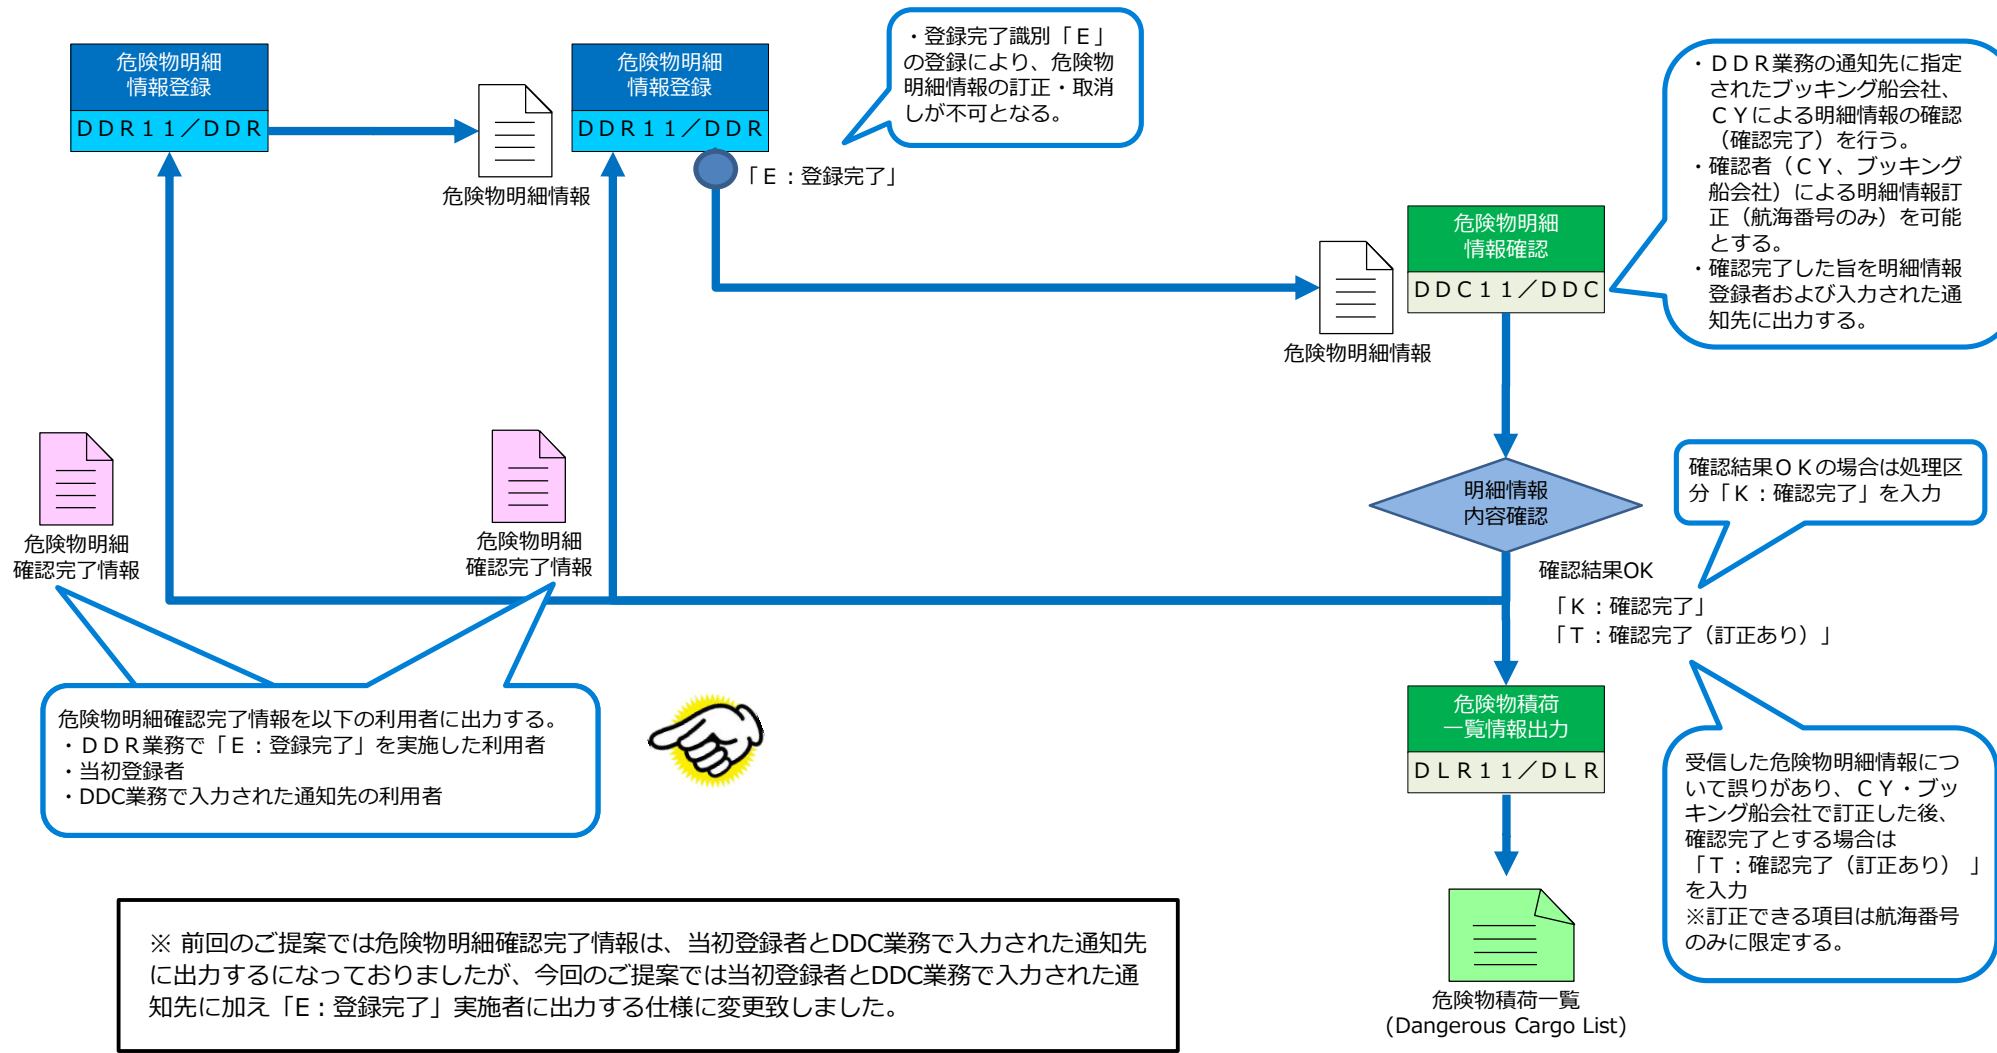 危険物明細
情報登録
DDR11／DDR
危険物明細情報
危険物明細
情報登録
DDR11／DDR
「E：登録完了」
・登録完了識別「E」
の登録により、危険物
明細情報の訂正・取消
しが不可となる。
危険物明細情報
危険物明細
情報確認
DDC11／DDC
・DDR業務の通知先に指定
されたブッキング船会社、
CYによる明細情報の確認
（確認完了）を行う。
・確認者（CY、ブッキング
船会社）による明細情報訂
正（航海番号のみ）を可能
とする。
・確認完了した旨を明細情報
登録者および入力された通
知先に出力する。
危険物明細
確認完了情報
危険物明細
確認完了情報
明細情報
内容確認
確認結果OKの場合は処理区
分「K：確認完了」を入力
確認結果OK
「K：確認完了」
「T：確認完了（訂正あり）」
危険物明細確認完了情報を以下の利用者に出力する。
・DDR業務で「E：登録完了」を実施した利用者
・当初登録者
・DDC業務で入力された通知先の利用者
危険物積荷
一覧情報出力
DLR11／DLR
受信した危険物明細情報につ
いて誤りがあり、CY・ブッ
キング船会社で訂正した後、
確認完了とする場合は
「T：確認完了（訂正あり） 」
を入力
※訂正できる項目は航海番号
のみに限定する。
危険物積荷一覧
(Dangerous Cargo List)
※ 前回のご提案では危険物明細確認完了情報は、当初登録者とDDC業務で入力された通知先
に出力するになっておりましたが、今回のご提案では当初登録者とDDC業務で入力された通
知先に加え「E：登録完了」実施者に出力する仕様に変更致しました。